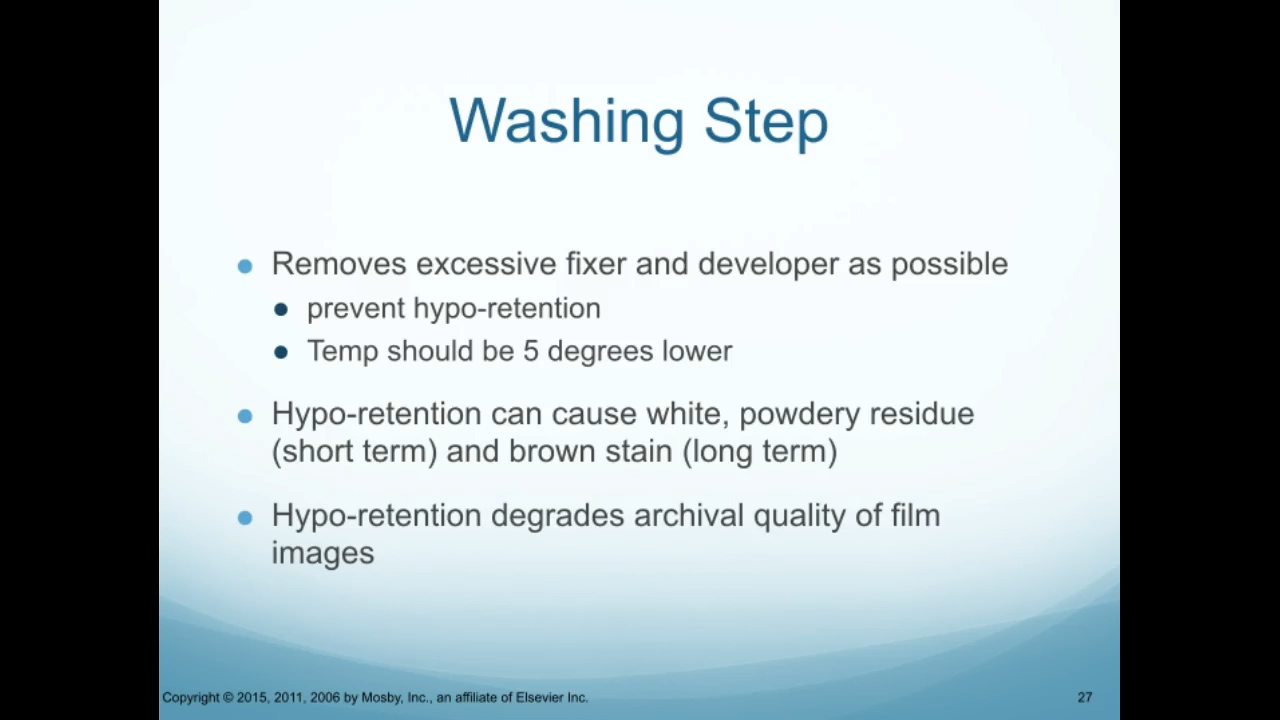 Washing Step
Removes excessive fixer and developer as possible
prevent hypo-retention
Temp should be 5 degrees lower
Hypo-retention can cause white, powdery residue
(short term) and brown stain (long term)
Hypo-retention degrades archival quality of film
images
Copyright © 2015, 2011, 2006 by Mosby, Inc., an affiliate of Elsevier Inc.
27